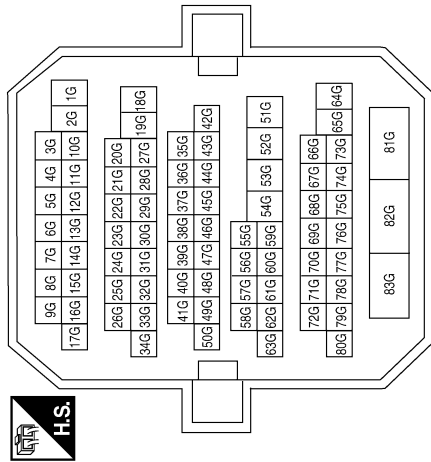 H.S.
9G 8G 7G 6G 5G 4G 3G 2G 1G
17G 16G 15G 14G 13G 12G 11G 10G
26G 25G 24G 23G 22G 21G 20G 19G 18G
34G 33G 32G 31G 30G 29G 28G 27G
41G 40G 39G 38G 37G 36G 35G
50G 49G 48G 47G 46G 45G 44G 43G 42G
58G 57G 56G 55G 54G 53G 52G 51G
63G 62G 61G 60G 59G
72G 71G 70G 69G 68G 67G 66G 65G 64G
80G 79G 78G 77G 76G 75G 74G 73G
83G 82G 81G